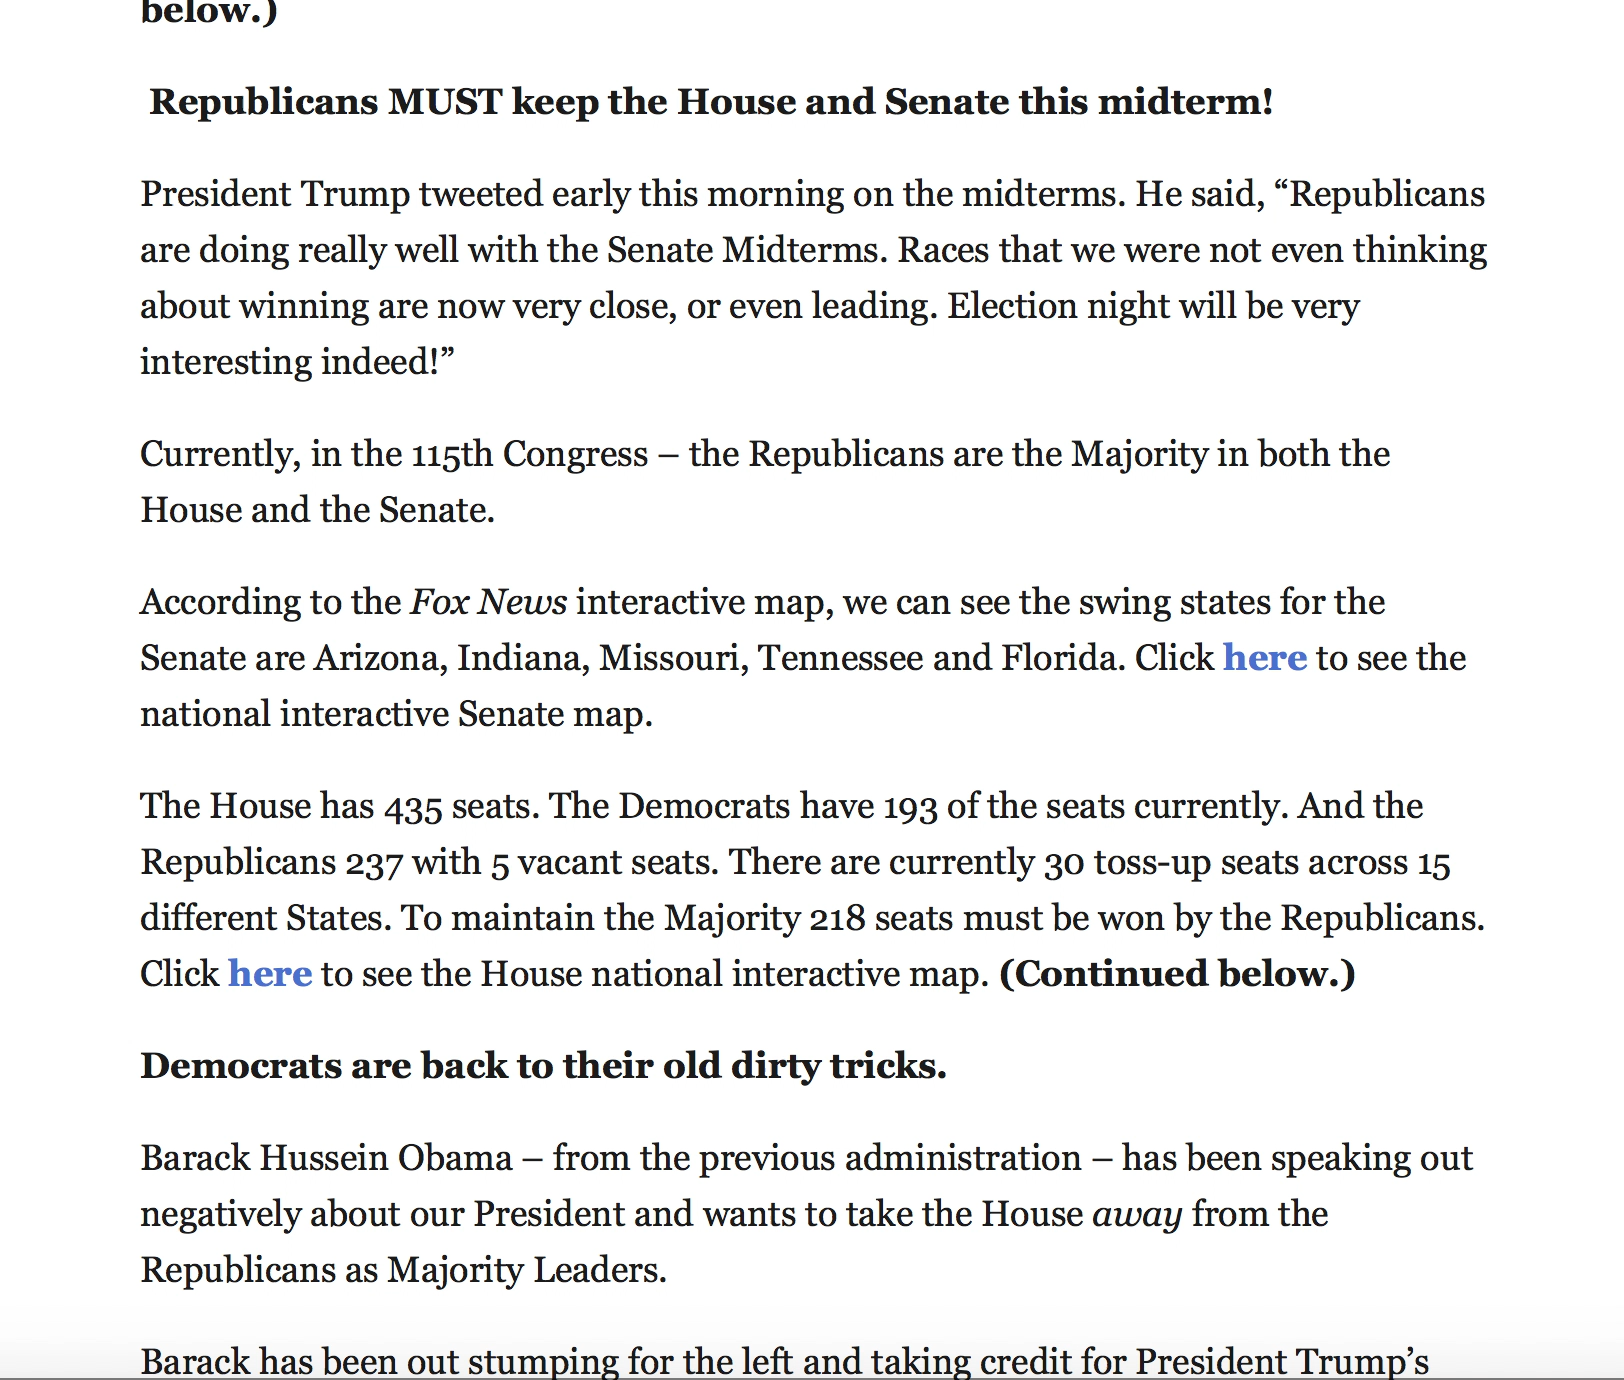 below.)
Republicans MUST keep the House and Senate this midterm!
President Trump tweeted early this morning on the midterms. He said, “Republicans
are doing really well with the Senate Midterms. Races that we were not even thinking
about winning are now very close, or even leading. Election night will be very
interesting indeed!”
Currently, in the 115th Congress – the Republicans are the Majority in both the
House and the Senate.
According to the Fox News interactive map, we can see the swing states for the
Senate are Arizona, Indiana, Missouri, Tennessee and Florida. Click here to see the
national interactive Senate map.
The House has 435 seats. The Democrats have 193 of the seats currently. And the
Republicans 237 with 5 vacant seats. There are currently 30 toss-up seats across 15
different States. To maintain the Majority 218 seats must be won by the Republicans.
Click here to see the House national interactive map. (Continued below.)
Democrats are back to their old dirty tricks.
Barack Hussein Obama – from the previous administration – has been speaking out
negatively about our President and wants to take the House away from the
Republicans as Majority Leaders.
Barack has been out stumping for the left and taking credit for President Trump’s